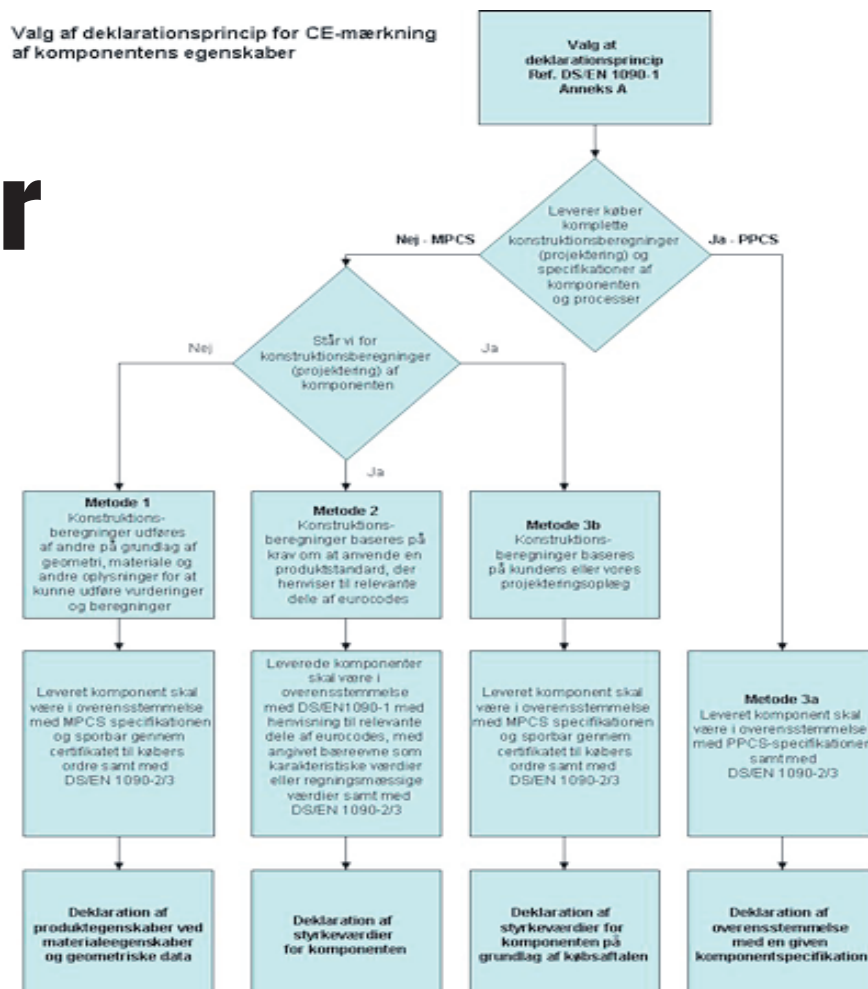 Valg af deklarationsprincip for CE-mærkning
af komponentens egenskaber
r
Valg at
deklarationsprincip
Ref. DS/EN 1090-1
Anneks A
Leverer køber
komplette
konstruktionsberegninger
(projektering) og
specifikationer af
komponenten
og processer
Nej - MPCS
Ja - PPCS
Står vi for
konstruktionsberegninger
(projektering) af
komponenten
Nej
Ja
Ja
Metode 1
Konstruktions-
beregninger udføres
af andre på grundlag af
geometri, materiale og
andre oplysninger for at
kunne udføre vurderinger
og beregninger
Metode 2
Konstruktions-
beregninger baseres på
krav om at anvende en
produktstandard, der
henviser til relevante
dele af eurocodes
Metode 3b
Konstruktions-
beregninger baseres
på kundens eller vores
projekteringsoplæg
Leveret komponent skal
være i overensstemmelse
med MPCS specifikationen
og sporbar gennem
certifikatet til købers
ordre samt med
DS/EN 1090-2/3
Leverede komponenter
skal være i
overensstemmelse
med DS/EN1090-1 med
henvisning til relevante
dele af eurocodes, med
angivet bæreevne som
karakteristiske værdier
eller regningsmæssige
værdier samt med
DS/EN 1090-2/3
Leveret komponent skal
være i overensstemmelse
med MPCS specifikationen
og sporbar gennem
certifikatet til købers
ordre samt med
DS/EN 1090-2/3
Metode 3a
Leveret komponent skal
være i overensstemmelse
med PPCS-specifikationer
samt med
DS/EN 1090-2/3
Deklaration af
produktegenskaber ved
materialeegenskaber
og geometriske data
Deklaration af
styrkeværdier
for komponenten
Deklaration af
styrkeværdier for
komponenten på
grundlag af købsaftalen
Deklaration af
overensstemmelse
med en given
komponentspecifikation